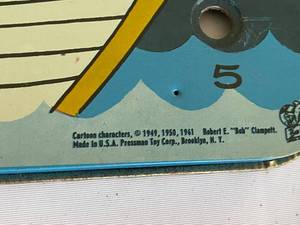 5
Cartoon characters, © 1949, 1950, 1961 Robert E. "Bob" Clampett.
Made In U.S.A. Pressman Toy Corp., Brooklyn, N. Y.